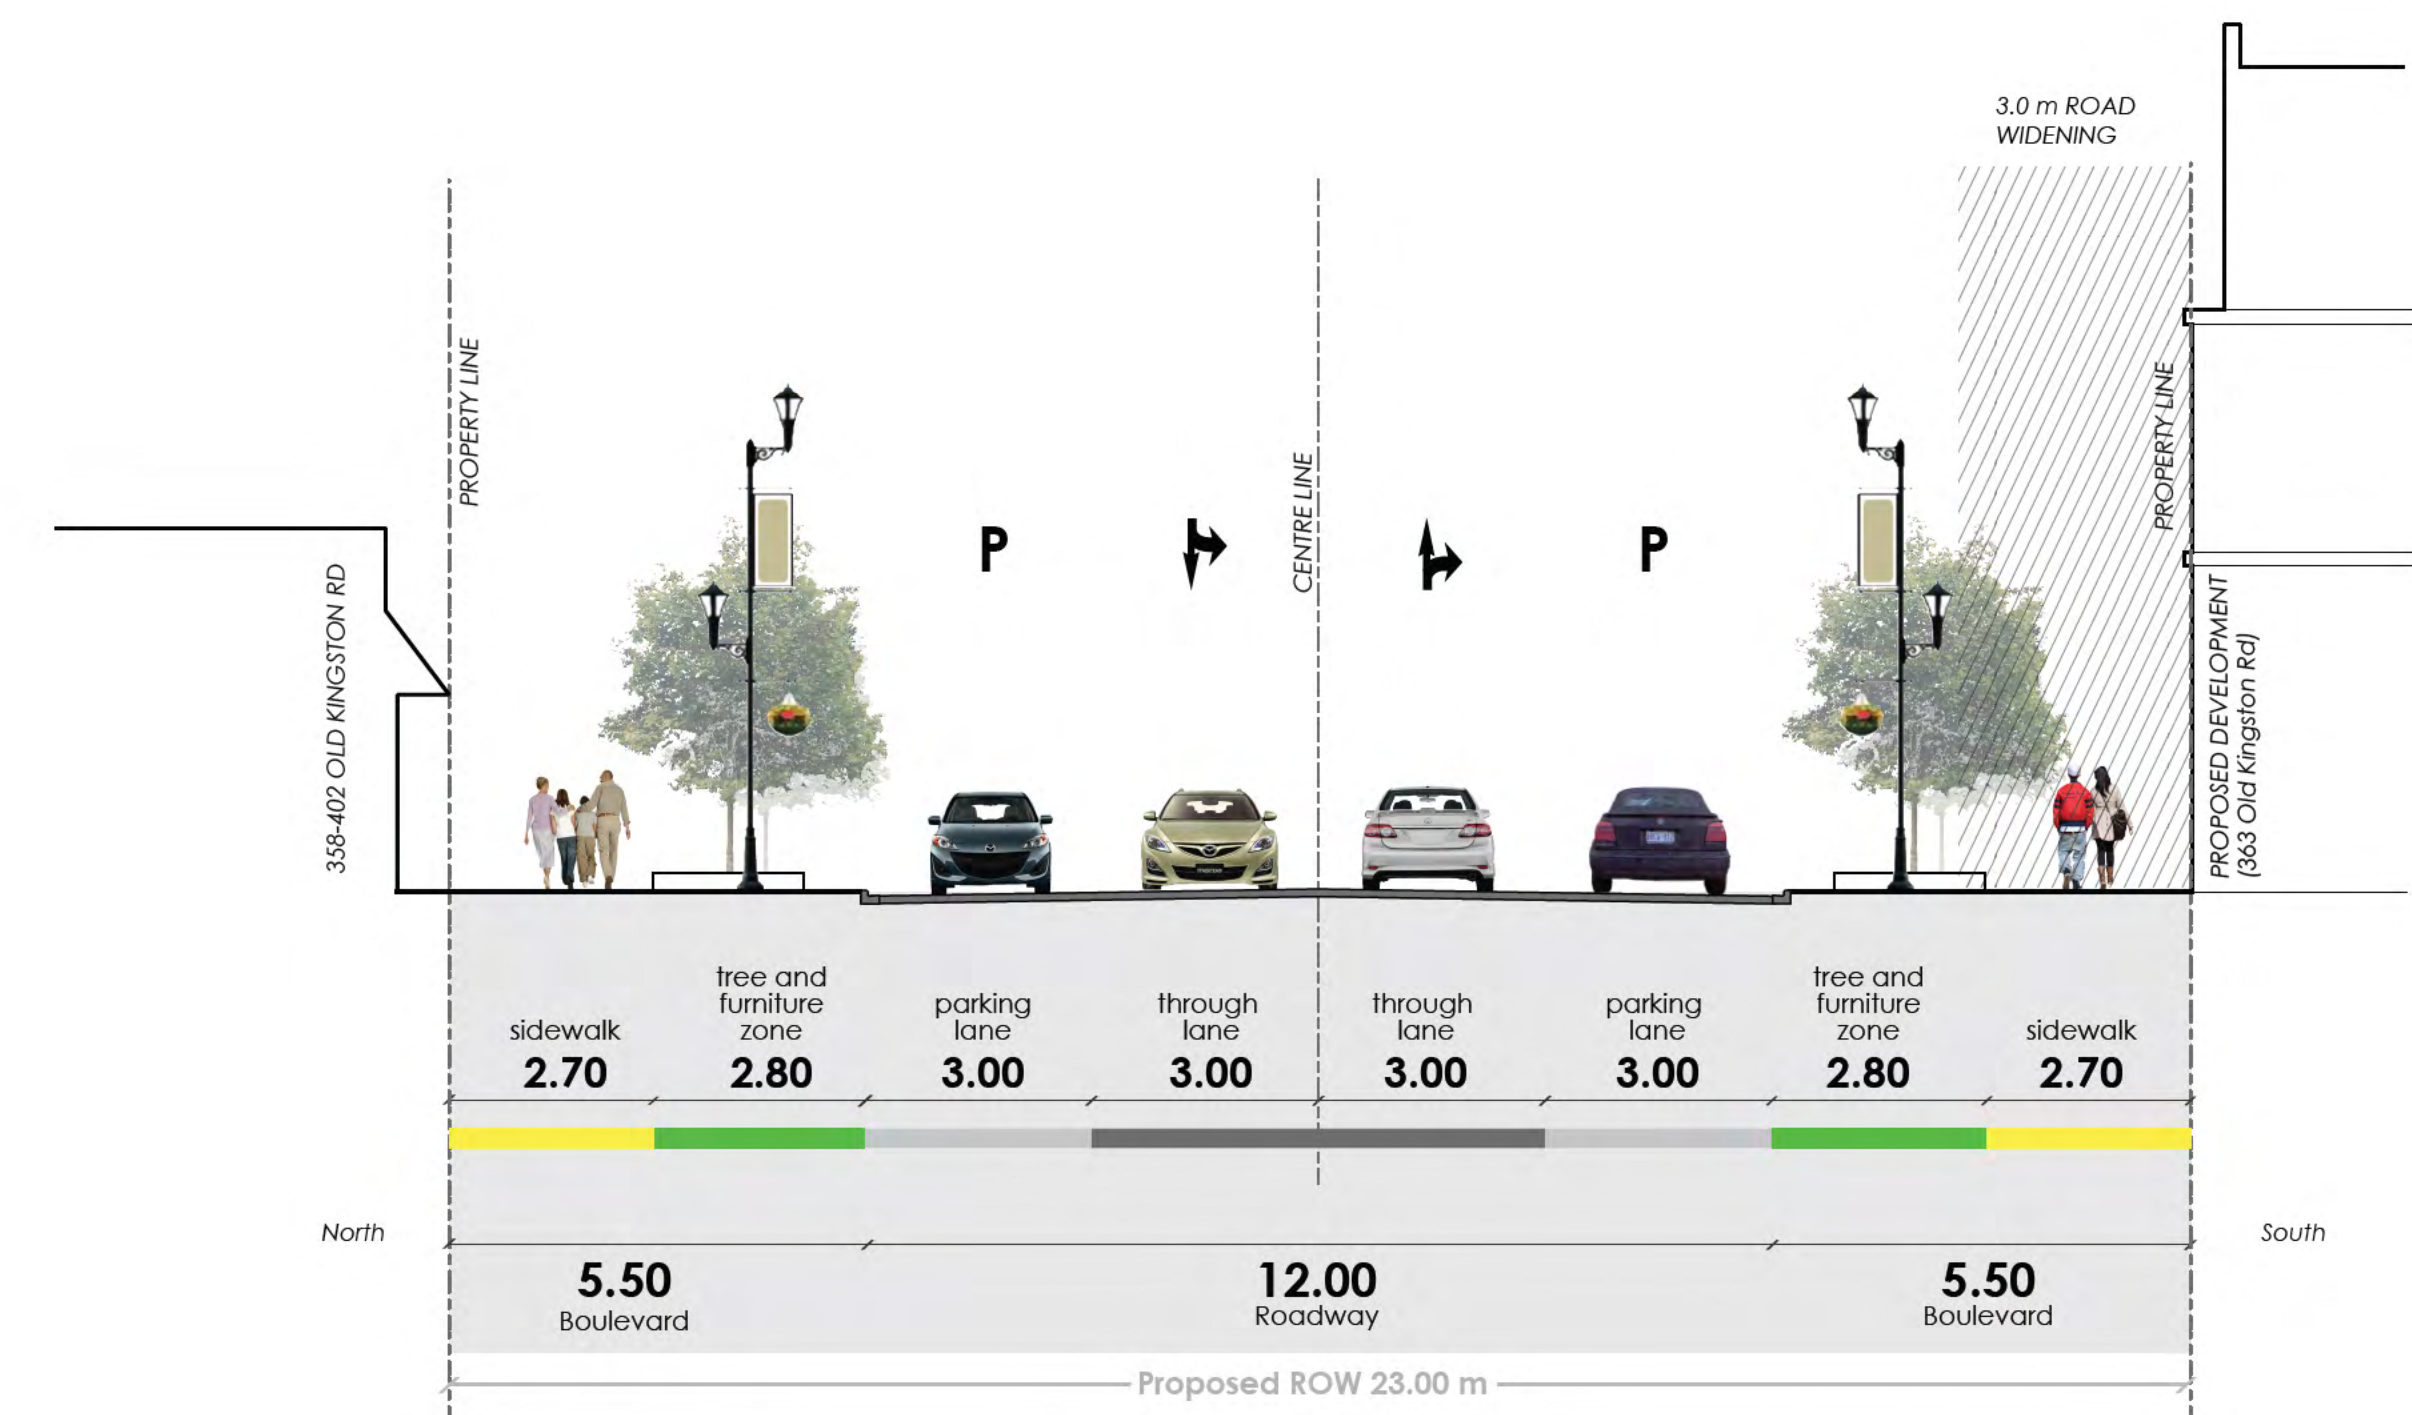 3.0 m ROAD
WIDENING
PROPERTY LINE
CENTRE LINE
PROPERTY LINE
358-402 OLD KINGSTON RD
PROPOSED DEVELOPMENT
(363 Old Kingston Rd)
P
P
sidewalk
2.70
tree and
furniture
zone
2.80
parking
lane
3.00
through
lane
3.00
through
lane
3.00
parking
lane
3.00
tree and
furniture
zone
2.80
sidewalk
2.70
North
South
5.50
Boulevard
12.00
Roadway
5.50
Boulevard
Proposed ROW 23.00 m